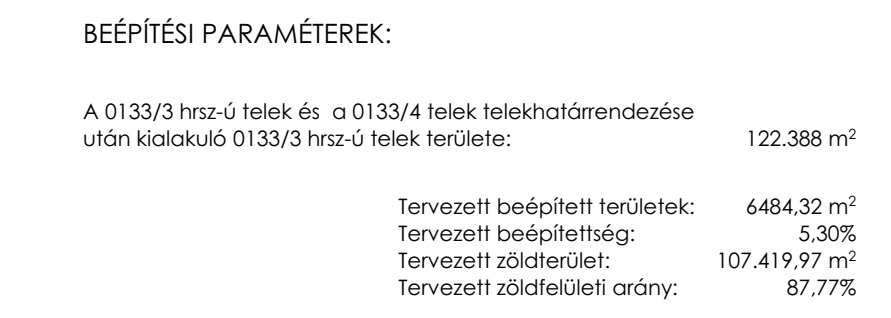 BEÉPÍTÉSI PARAMÉTEREK:
A 0133/3 hrsz-ú telek és a 0133/4 telek telekhatárrendezése
után kialakuló 0133/3 hrsz-ú telek területe: 122.388 m²
Tervezett beépített területek: 6484,32 m²
Tervezett beépítettség: 5,30%
Tervezett zöldterület: 107.419,97 m²
Tervezett zöldfelületi arány: 87,77%